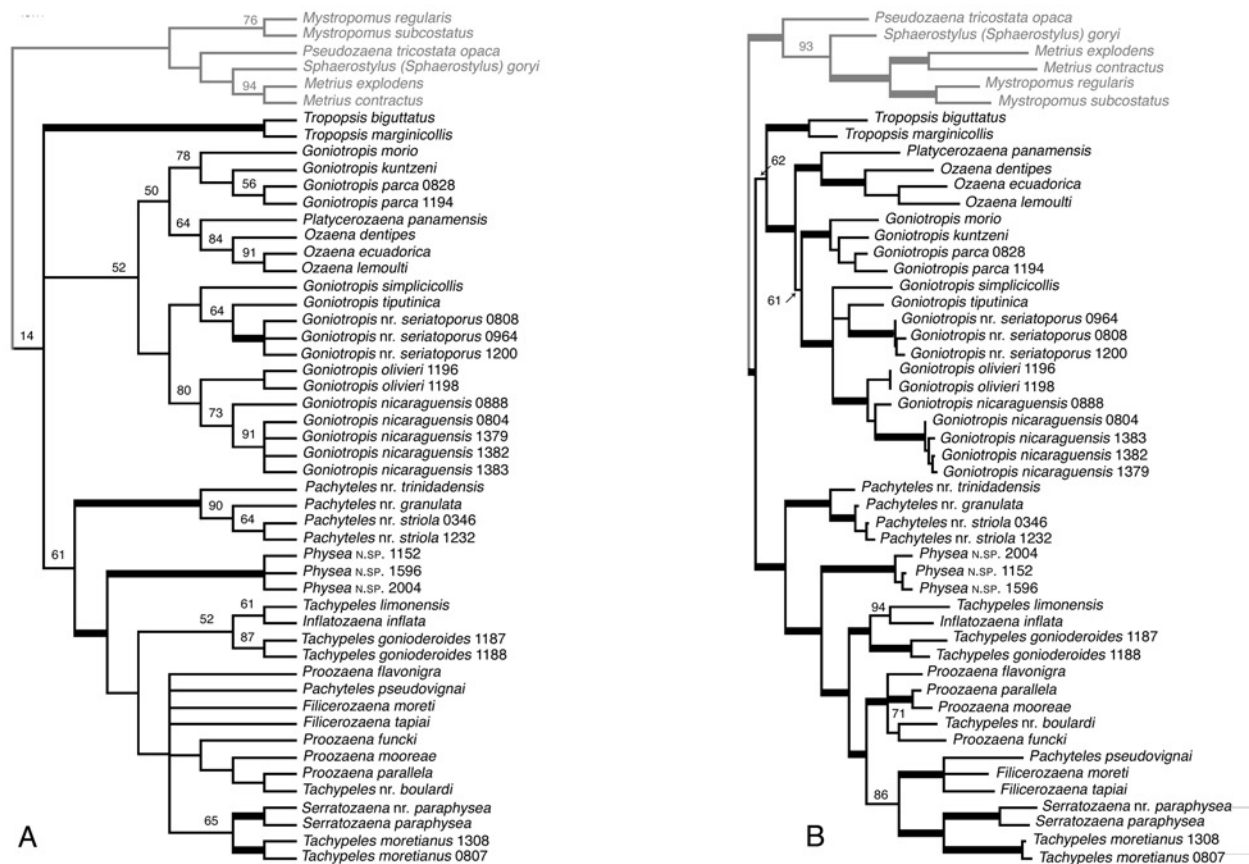 76
Mystropomus regularis
Mystropomus subcostatus
Pseudozaena tricostata opaca
Sphaerostylus (Sphaerostylus) goryi
94
Metrius explodens
Metrius contractus
Tropopsis biguttatus
Tropopsis marginicollis
78
Goniotropis morio
Goniotropis kuntzeni
50
56
Goniotropis parca 0828
Goniotropis parca 1194
64
Platycerozaena panamensis
84
Ozaena dentipes
91
Ozaena ecuadorica
Ozaena lemoulti
52
Goniotropis simplicicollis
64
Goniotropis tiputinica
Goniotropis nr. seriatoporus 0808
Goniotropis nr. seriatoporus 0964
Goniotropis nr. seriatoporus 1200
14
Goniotropis olivieri 1196
80
Goniotropis olivieri 1198
73
Goniotropis nicaraguensis 0888
Goniotropis nicaraguensis 0804
91
Goniotropis nicaraguensis 1379
Goniotropis nicaraguensis 1382
Goniotropis nicaraguensis 1383
Pachyteles nr. trinidadensis
90
Pachyteles nr. granulata
64
Pachyteles nr. striola 0346
Pachyteles nr. striola 1232
61
Physea N.SP. 1152
Physea N.SP. 1596
Physea N.SP. 2004
61
Tachypeles limonensis
52
Inflatozaena inflata
87
Tachypeles gonioderoides 1187
Tachypeles gonioderoides 1188
Proozaena flavonigra
Pachyteles pseudovignai
Filicerozaena moreti
Filicerozaena tapiai
Proozaena funcki
Proozaena mooreae
Proozaena parallela
Tachypeles nr. boulardi
Serratozaena nr. paraphysea
65
Serratozaena paraphysea
Tachypeles moretianus 1308
Tachypeles moretianus 0807
A
Pseudozaena tricostata opaca
Sphaerostylus (Sphaerostylus) goryi
93
Metrius explodens
Metrius contractus
Mystropomus regularis
Mystropomus subcostatus
Tropopsis biguttatus
Tropopsis marginicollis
62
Platycerozaena panamensis
Ozaena dentipes
Ozaena ecuadorica
Ozaena lemoulti
Goniotropis morio
Goniotropis kuntzeni
Goniotropis parca 0828
Goniotropis parca 1194
Goniotropis simplicicollis
61
Goniotropis tiputinica
Goniotropis nr. seriatoporus 0964
Goniotropis nr. seriatoporus 0808
Goniotropis nr. seriatoporus 1200
Goniotropis olivieri 1196
Goniotropis olivieri 1198
Goniotropis nicaraguensis 0888
Goniotropis nicaraguensis 0804
Goniotropis nicaraguensis 1383
Goniotropis nicaraguensis 1382
Goniotropis nicaraguensis 1379
Pachyteles nr. trinidadensis
Pachyteles nr. granulata
Pachyteles nr. striola 0346
Pachyteles nr. striola 1232
Physea N.SP. 2004
Physea N.SP. 1152
Physea N.SP. 1596
94
Tachypeles limonensis
Inflatozaena inflata
Tachypeles gonioderoides 1187
Tachypeles gonioderoides 1188
Proozaena flavonigra
Proozaena parallela
Proozaena mooreae
71
Tachypeles nr. boulardi
Proozaena funcki
Pachyteles pseudovignai
Filicerozaena moreti
86
Filicerozaena tapiai
Serratozaena nr. paraphysea
Serratozaena paraphysea
Tachypeles moretianus 1308
Tachypeles moretianus 0807
B